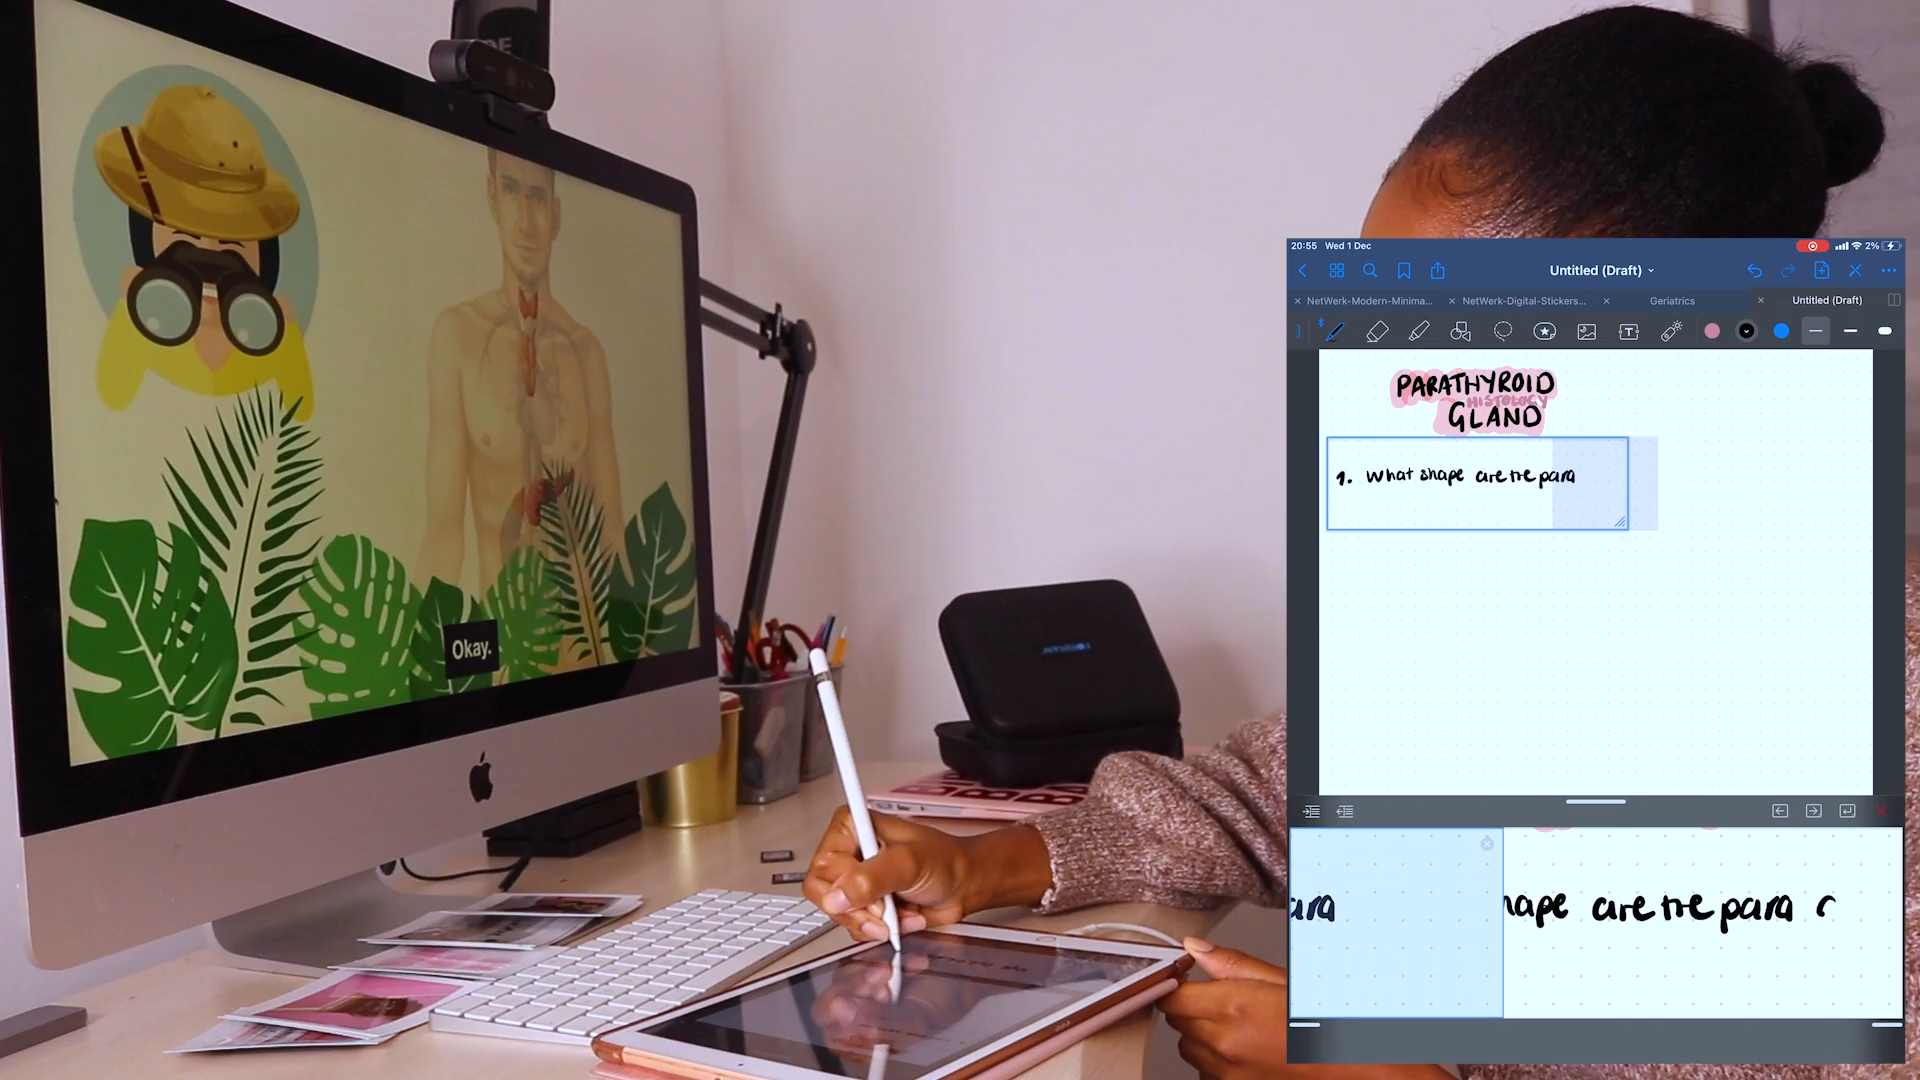 Okay.
20:55 Wed 1 Dec
2%
Untitled (Draft)
NetWerk-Modern-Minima...
NetWerk-Digital-Stickers...
Geriatrics
Untitled (Draft)
PARATHYROID
HISTOLOGY
GLAND
1. What shape are the para
ara
hape are the para c